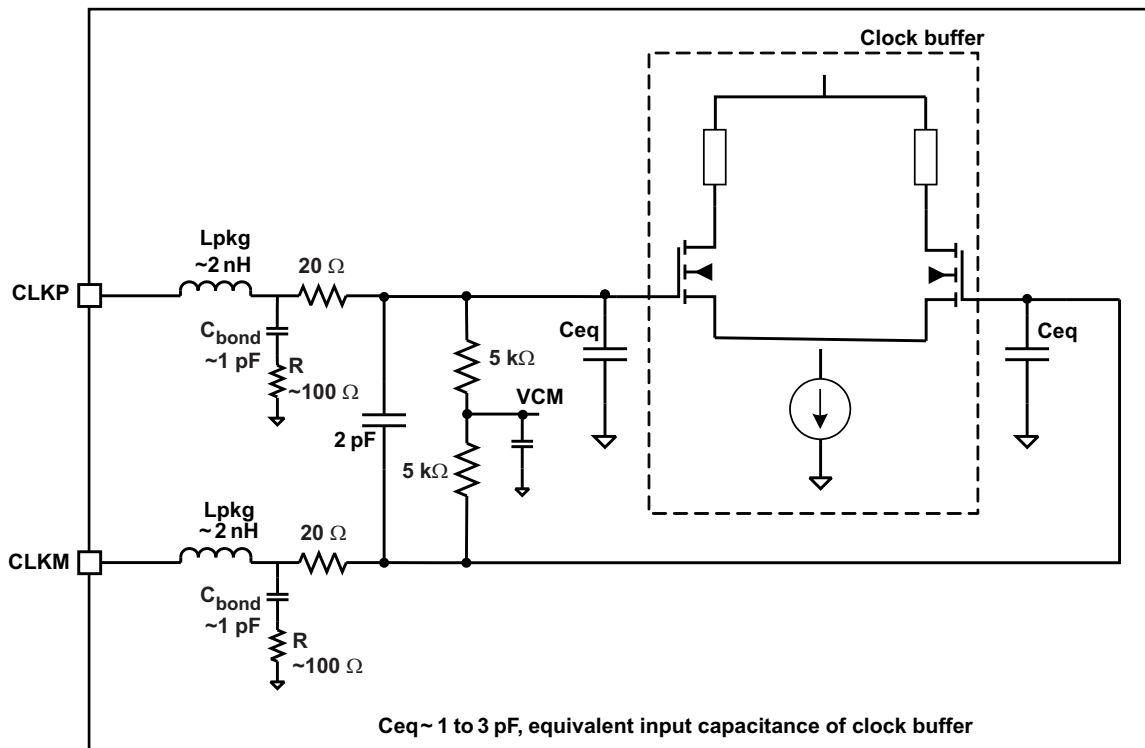 Clock buffer
Lpkg
~2 nH
20 Ω
CLKP
C_bond
~1 pF
R
~100 Ω
5 kΩ
Ceq
Ceq
VCM
2 pF
5 kΩ
Lpkg
~ 2 nH
20 Ω
CLKM
C_bond
~1 pF
R
~100 Ω
Ceq ~ 1 to 3 pF, equivalent input capacitance of clock buffer